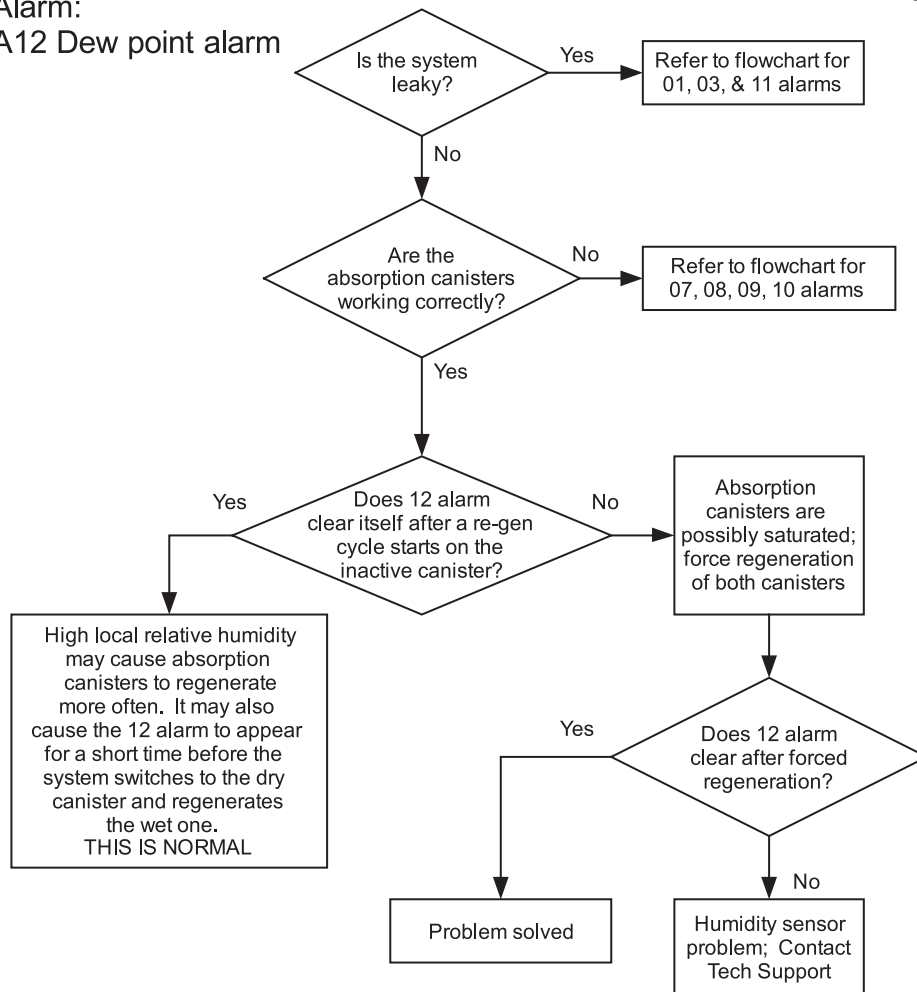 Alarm:
A12 Dew point alarm
Is the system
leaky?
Yes
Refer to flowchart for
01, 03, & 11 alarms
No
Are the
absorption canisters
working correctly?
No
Refer to flowchart for
07, 08, 09, 10 alarms
Yes
Does 12 alarm
clear itself after a re-gen
cycle starts on the
inactive canister?
Yes
No
High local relative humidity
may cause absorption
canisters to regenerate
more often. It may also
cause the 12 alarm to appear
for a short time before the
system switches to the dry
canister and regenerates
the wet one.
THIS IS NORMAL
Absorption
canisters are
possibly saturated;
force regeneration
of both canisters
Does 12 alarm
clear after forced
regeneration?
Yes
Problem solved
No
Humidity sensor
problem; Contact
Tech Support